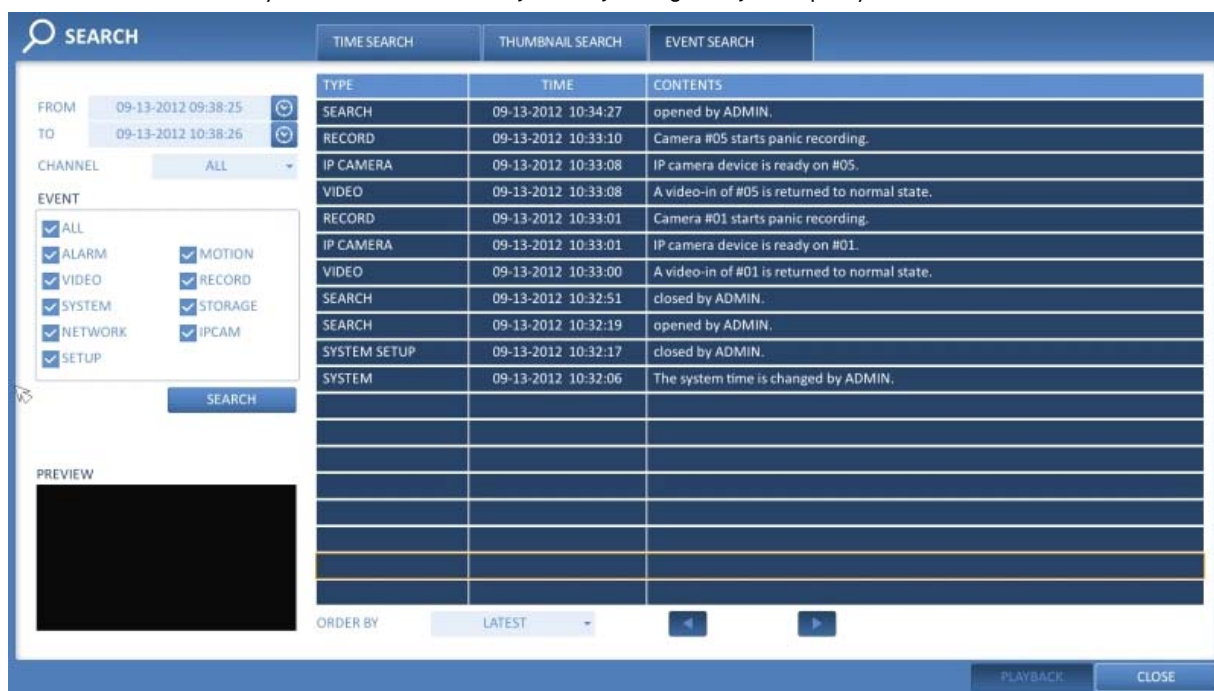 SEARCH
TIME SEARCH THUMBNAIL SEARCH EVENT SEARCH
FROM 09-13-2012 09:38:25
TO 09-13-2012 10:38:26
CHANNEL ALL
EVENT
ALL
ALARM MOTION
VIDEO RECORD
SYSTEM STORAGE
NETWORK IPCAM
SETUP
SEARCH
PREVIEW
TYPE TIME CONTENTS
SEARCH 09-13-2012 10:34:27 opened by ADMIN.
RECORD 09-13-2012 10:33:10 Camera #05 starts panic recording.
IP CAMERA 09-13-2012 10:33:08 IP camera device is ready on #05.
VIDEO 09-13-2012 10:33:08 A video-in of #05 is returned to normal state.
RECORD 09-13-2012 10:33:01 Camera #01 starts panic recording.
IP CAMERA 09-13-2012 10:33:01 IP camera device is ready on #01.
VIDEO 09-13-2012 10:33:00 A video-in of #01 is returned to normal state.
SEARCH 09-13-2012 10:32:51 closed by ADMIN.
SEARCH 09-13-2012 10:32:19 opened by ADMIN.
SYSTEM SETUP 09-13-2012 10:32:17 closed by ADMIN.
SYSTEM 09-13-2012 10:32:06 The system time is changed by ADMIN.
ORDER BY LATEST
PLAYBACK CLOSE